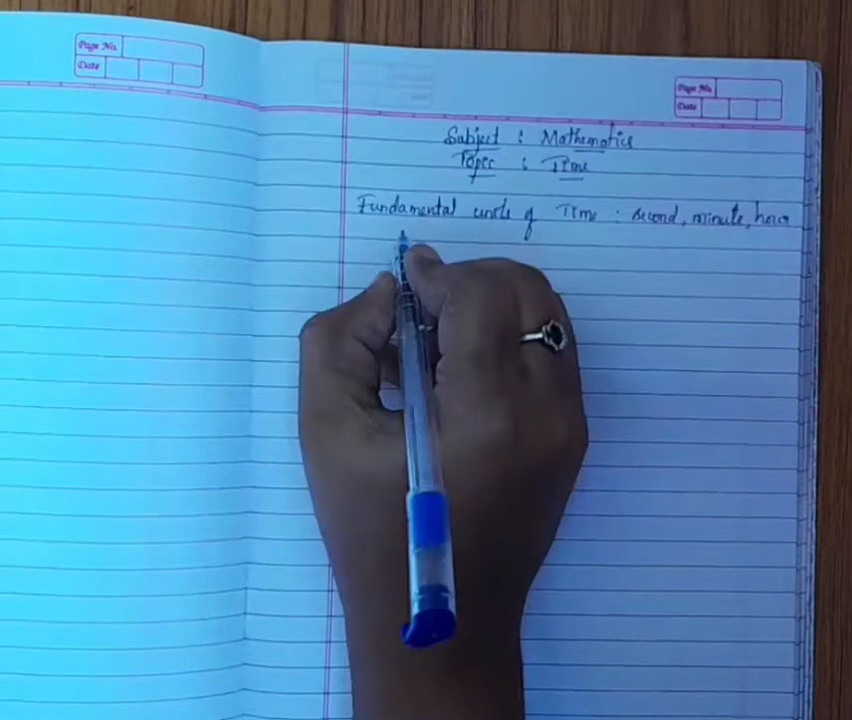 Page No.
Date
Page No.
Date
Subject : Mathematics
Topic : Time
Fundamental units of Time : second, minute, hour